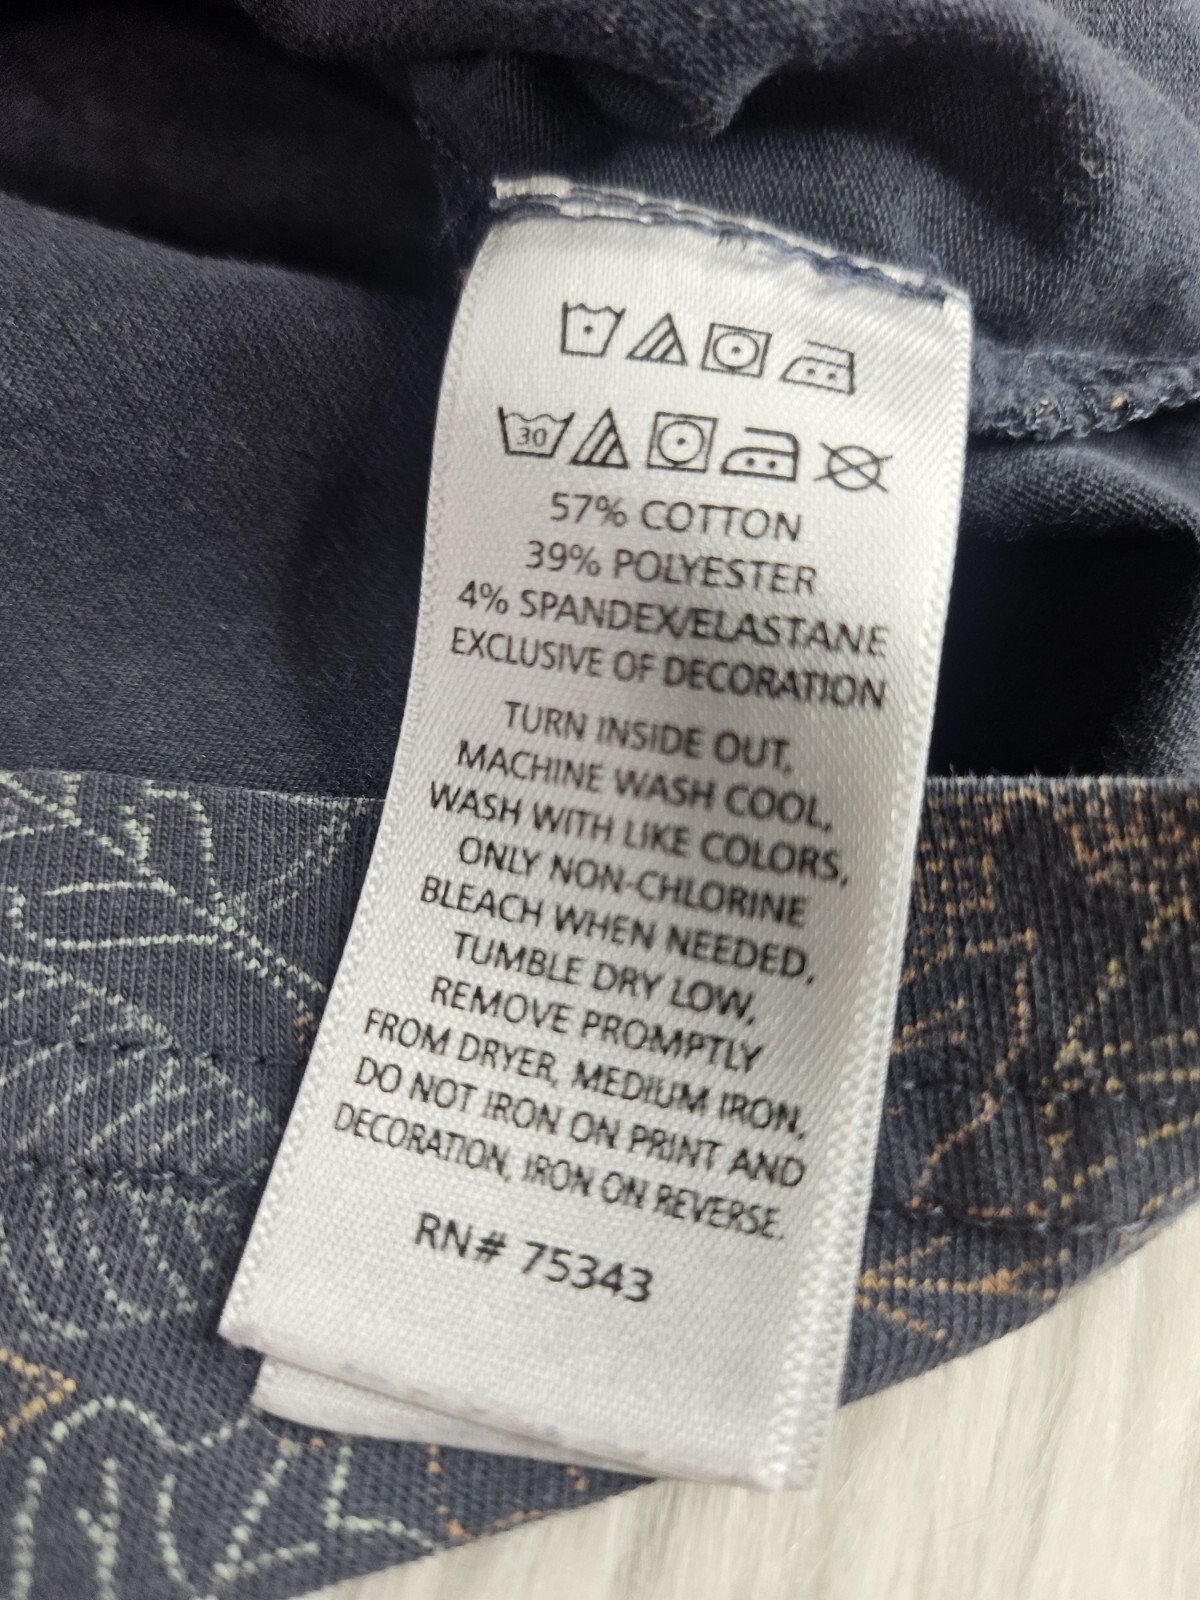 30
57% COTTON
39% POLYESTER
4% SPANDEX/ELASTANE
EXCLUSIVE OF DECORATION
TURN INSIDE OUT,
MACHINE WASH COOL,
WASH WITH LIKE COLORS,
ONLY NON-CHLORINE
BLEACH WHEN NEEDED,
TUMBLE DRY LOW,
REMOVE PROMPTLY
FROM DRYER, MEDIUM IRON,
DO NOT IRON ON PRINT AND
DECORATION, IRON ON REVERSE.
RN# 75343